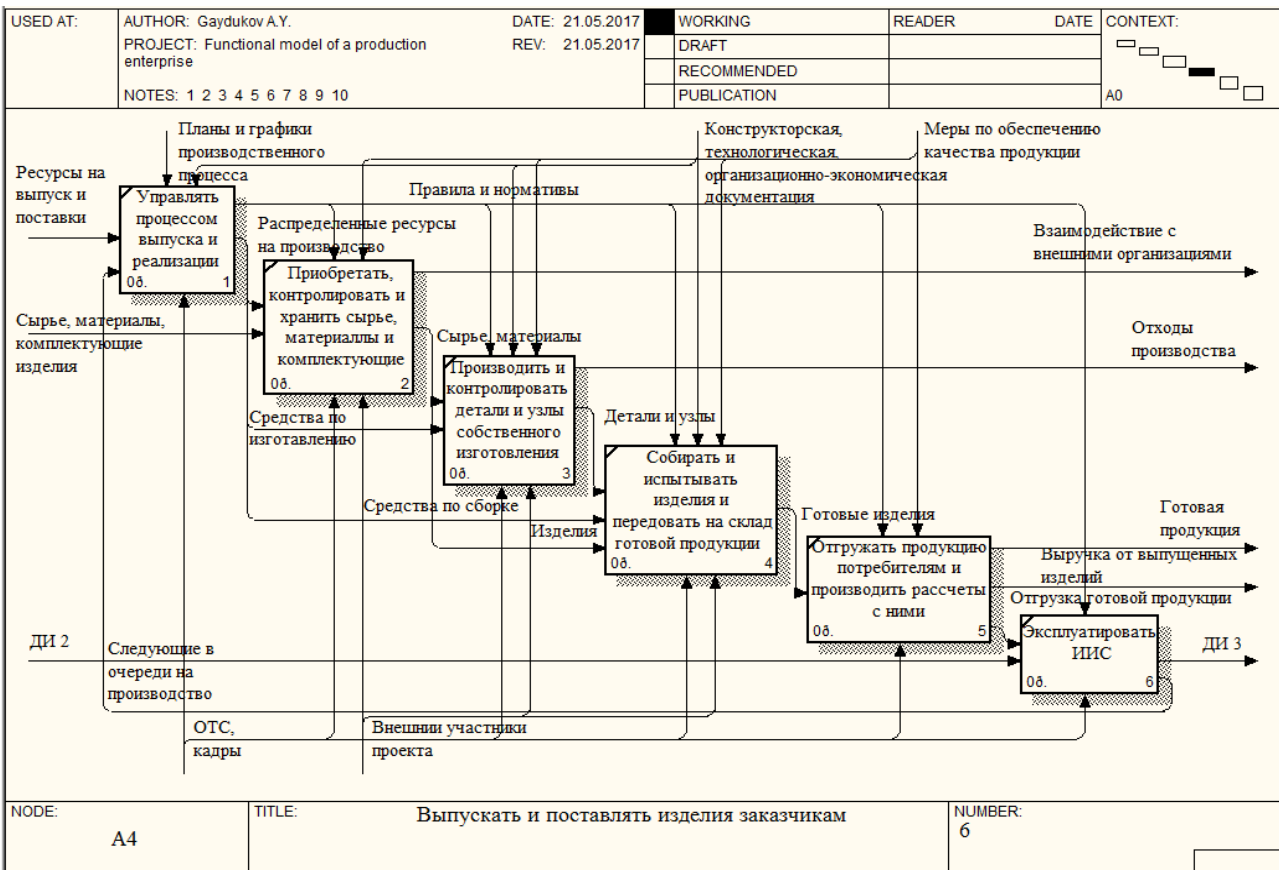 USED AT:
AUTHOR: Gaydukov A.Y.
DATE: 21.05.2017
PROJECT: Functional model of a production
enterprise
REV: 21.05.2017
NOTES: 1 2 3 4 5 6 7 8 9 10
WORKING
DRAFT
RECOMMENDED
PUBLICATION
READER
DATE
CONTEXT:
A0
Планы и графики
производственного
процесса
Конструкторская,
технологическая,
организационно-экономическая
документация
Меры по обеспечению
качества продукции
Ресурсы на
выпуск и
поставки
Правила и нормативы
Управлять
процессом
выпуска и
реализации
0д.
1
Распределенные ресурсы
на производство
Взаимодействие с
внешними организациями
Приобретать,
контролировать и
хранить сырье,
материаллы и
комплектующие
0д.
2
Сырье, материалы,
комплектующие
изделия
Сырье, материалы
Отходы
производства
Производить и
контролировать
детали и узлы
собственного
изготовления
0д.
3
Средства по
изготавлению
Детали и узлы
Собирать и
испытывать
изделия и
передовать на склад
готовой продукции
0д.
4
Средства по сборке
Изделия
Готовые изделия
Готовая
продукция
Отгружать продукцию
потребителям и
производить рассчеты
с ними
0д.
5
Выручка от выпущенных
изделий
Отгрузка готовой продукции
Эксплуатировать
ИИС
0д.
6
ДИ 2
ДИ 3
Следующие в
очереди на
производство
ОТС,
кадры
Внешнии участники
проекта
NODE:
A4
TITLE:
Выпускать и поставлять изделия заказчикам
NUMBER:
6